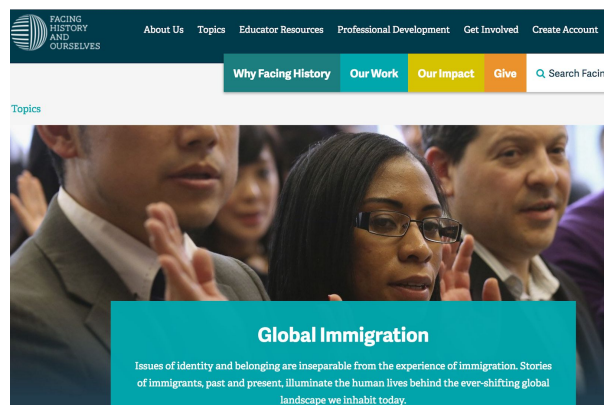 FACING
HISTORY
AND
OURSELVES
About Us Topics Educator Resources Professional Development Get Involved Create Account
Why Facing History Our Work Our Impact Give Search Facin
Topics
Global Immigration
Issues of identity and belonging are inseparable from the experience of immigration. Stories
of immigrants, past and present, illuminate the human lives behind the ever-shifting global
landscape we inhabit today.